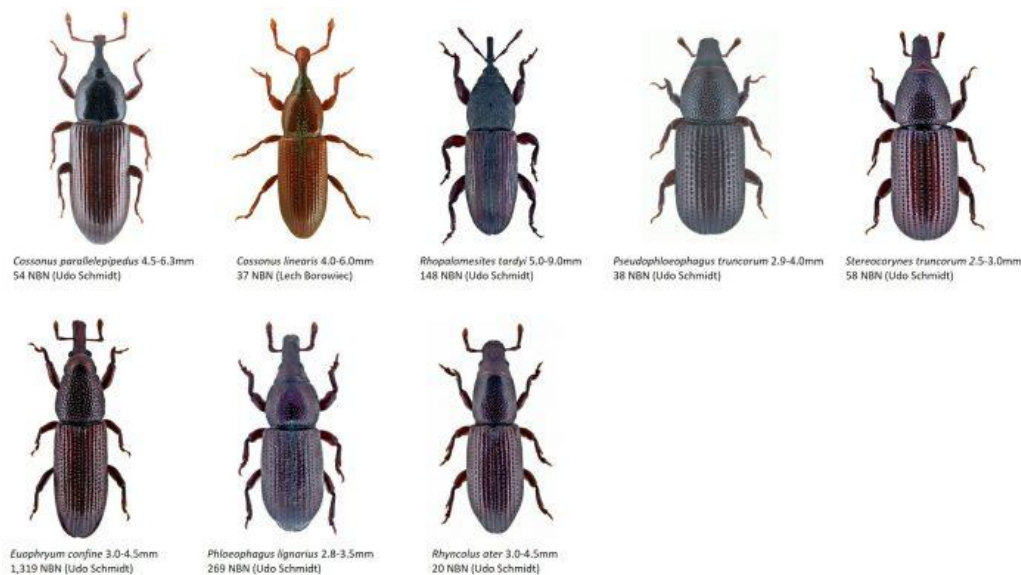 Cossonus parallelepipedus 4.5-6.3mm
54 NBN (Udo Schmidt)
Cossonus linearis 4.0-6.0mm
37 NBN (Lech Borowiec)
Rhopalomesites tardyi 5.0-9.0mm
148 NBN (Udo Schmidt)
Pseudophloeophagus truncorum 2.9-4.0mm
38 NBN (Udo Schmidt)
Stereocorynes truncorum 2.5-3.0mm
58 NBN (Udo Schmidt)
Euophryum confine 3.0-4.5mm
1,319 NBN (Udo Schmidt)
Phloeophagus lignarius 2.8-3.5mm
269 NBN (Udo Schmidt)
Rhyncolus ater 3.0-4.5mm
20 NBN (Udo Schmidt)